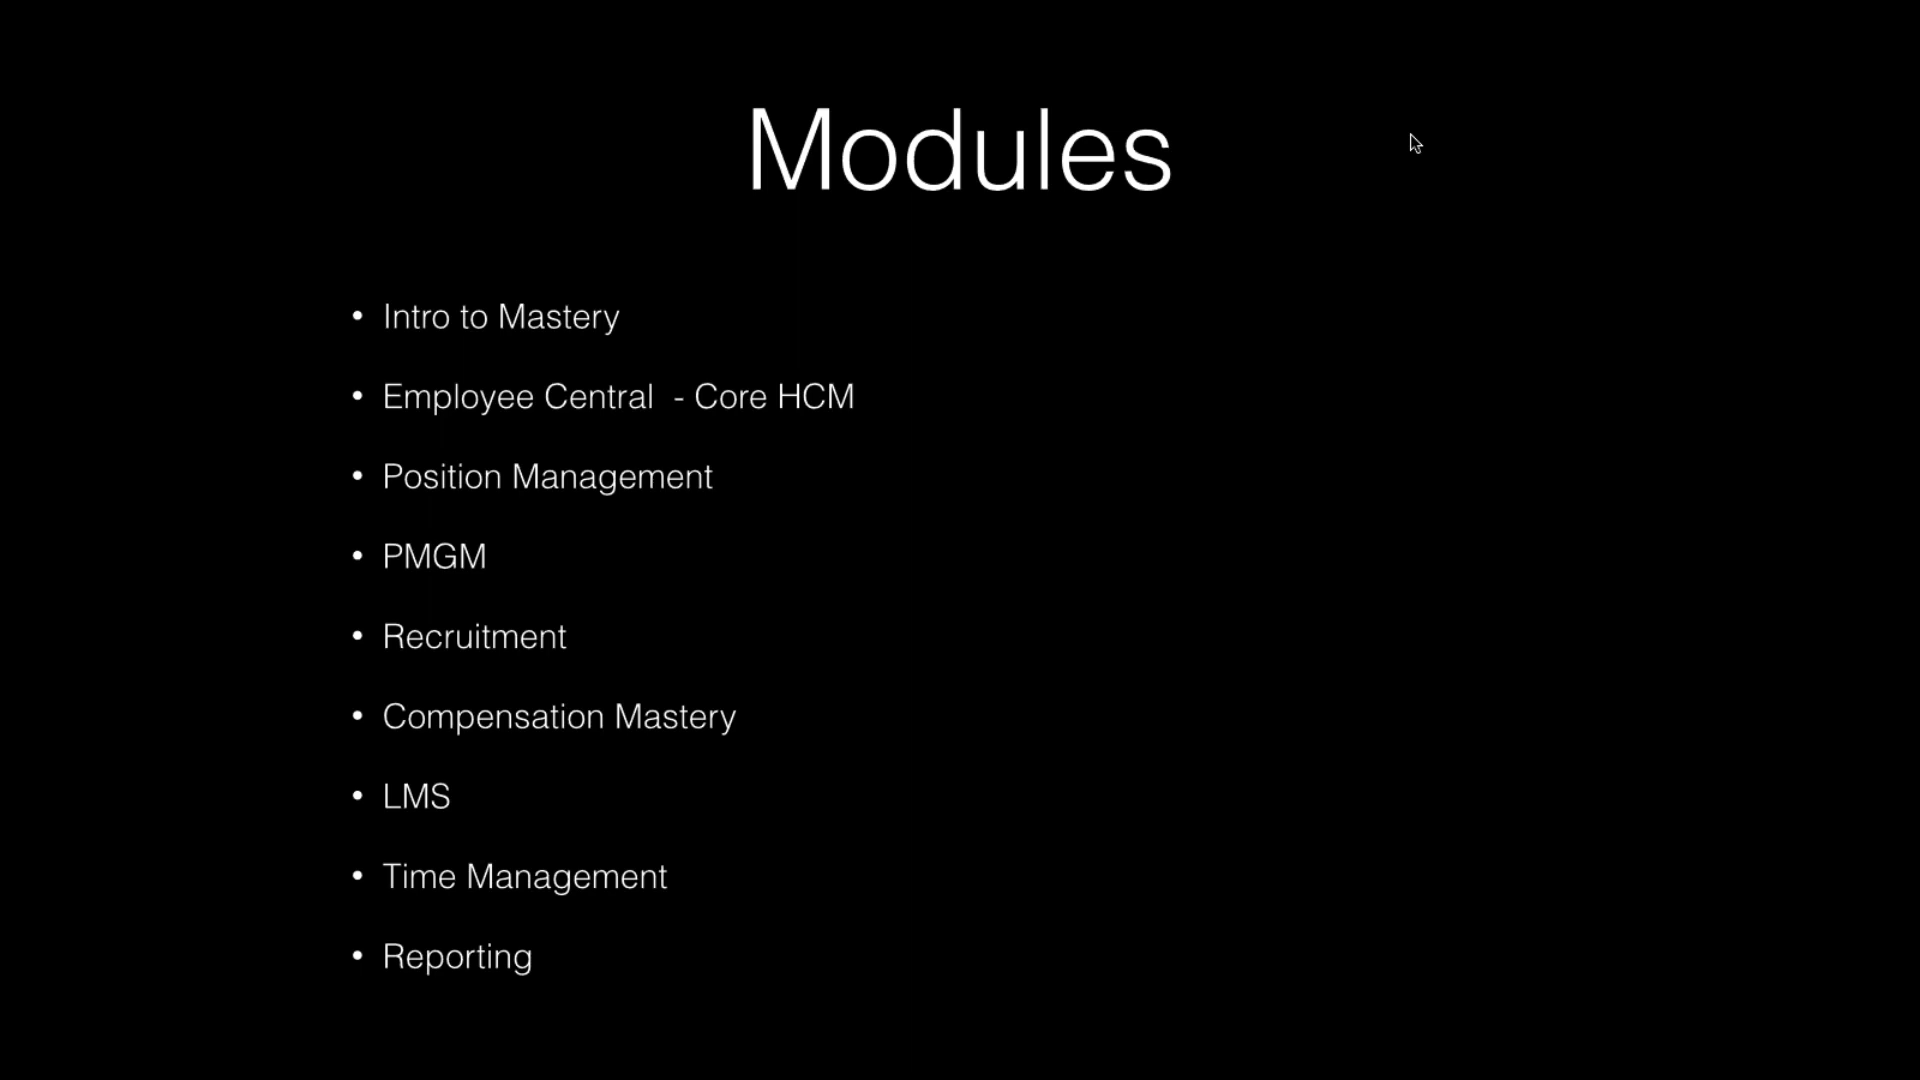 Modules
• Intro to Mastery
• Employee Central  - Core HCM
• Position Management
• PMGM
• Recruitment
• Compensation Mastery
• LMS
• Time Management
• Reporting